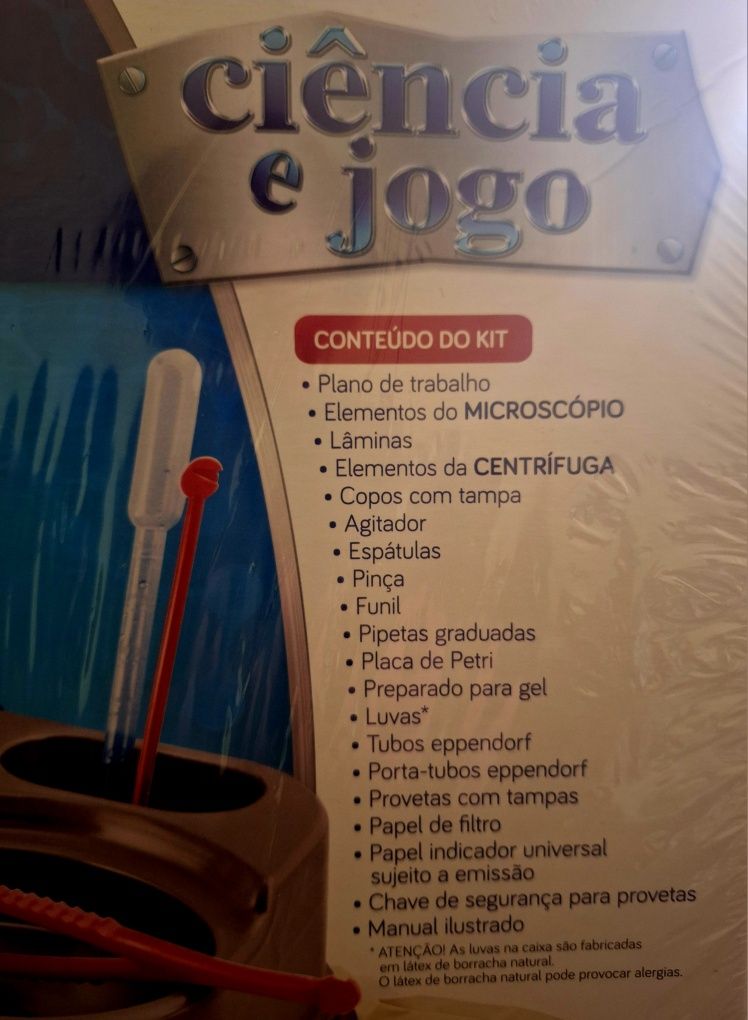 ciência
e jogo
CONTEÚDO DO KIT
• Plano de trabalho
• Elementos do MICROSCÓPIO
• Lâminas
• Elementos da CENTRÍFUGA
• Copos com tampa
• Agitador
• Espátulas
• Pinça
• Funil
• Pipetas graduadas
• Placa de Petri
• Preparado para gel
• Luvas*
• Tubos eppendorf
• Porta-tubos eppendorf
• Provetas com tampas
• Papel de filtro
• Papel indicador universal
sujeito a emissão
• Chave de segurança para provetas
• Manual ilustrado
* ATENÇÃO! As luvas na caixa são fabricadas
em látex de borracha natural.
O látex de borracha natural pode provocar alergias.